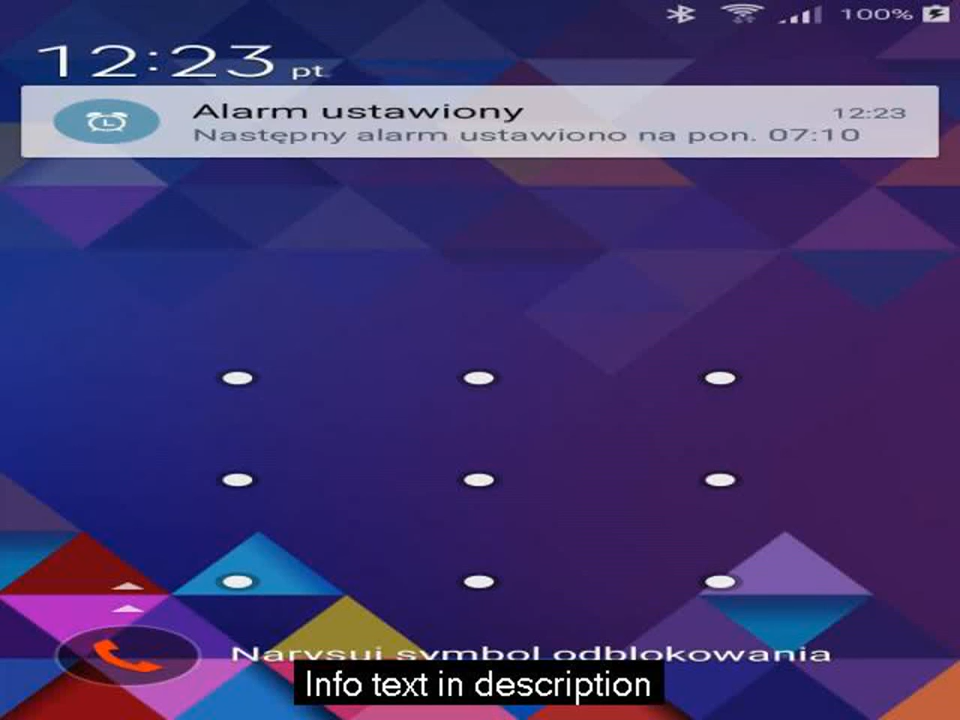 100%
12:23 pt
Alarm ustawiony 12:23
Następny alarm ustawiono na pon. 07:10
Narysuj symbol odblokowania
Info text in description